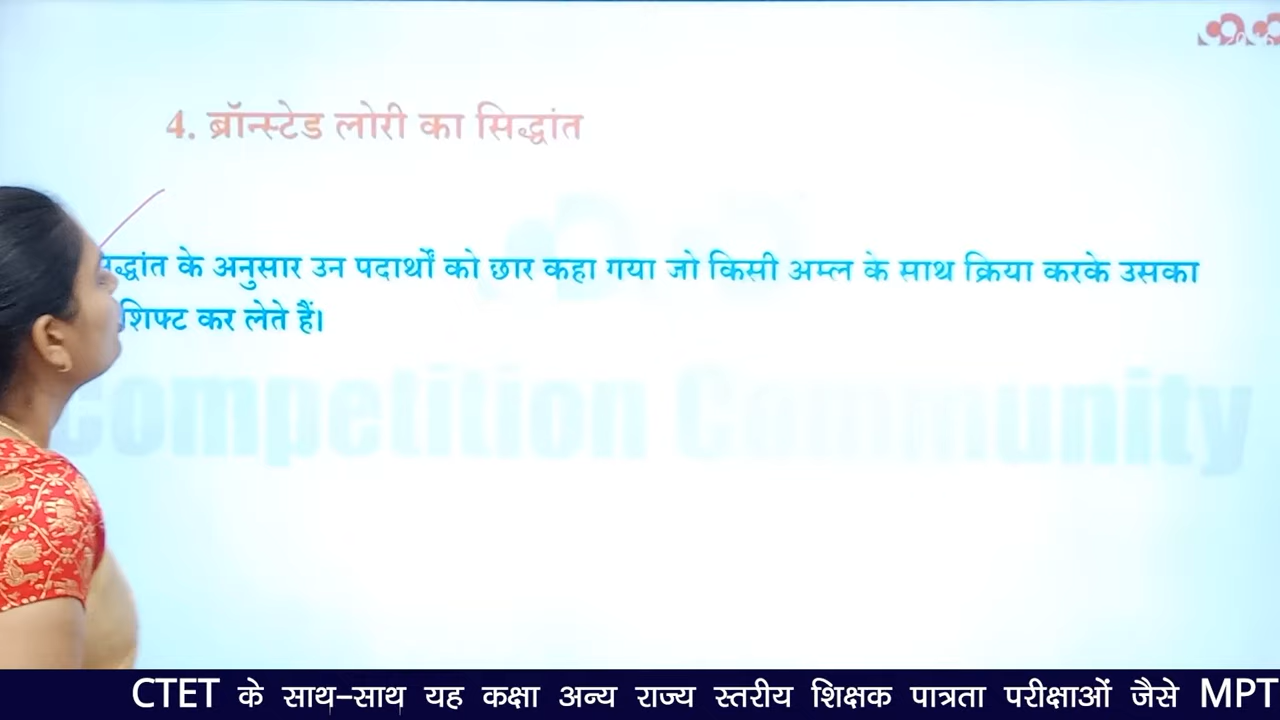 4. ब्रॉन्स्टेड लोरी का सिद्धांत
के अनुसार उन पदार्थों को छार कहा गया जो किसी अम्ल के साथ क्रिया करके उसका
शिफ्ट कर लेते हैं।
Competition Community
CTET के साथ-साथ यह कक्षा अन्य राज्य स्तरीय शिक्षक पात्रता परीक्षाओं जैसे MPT